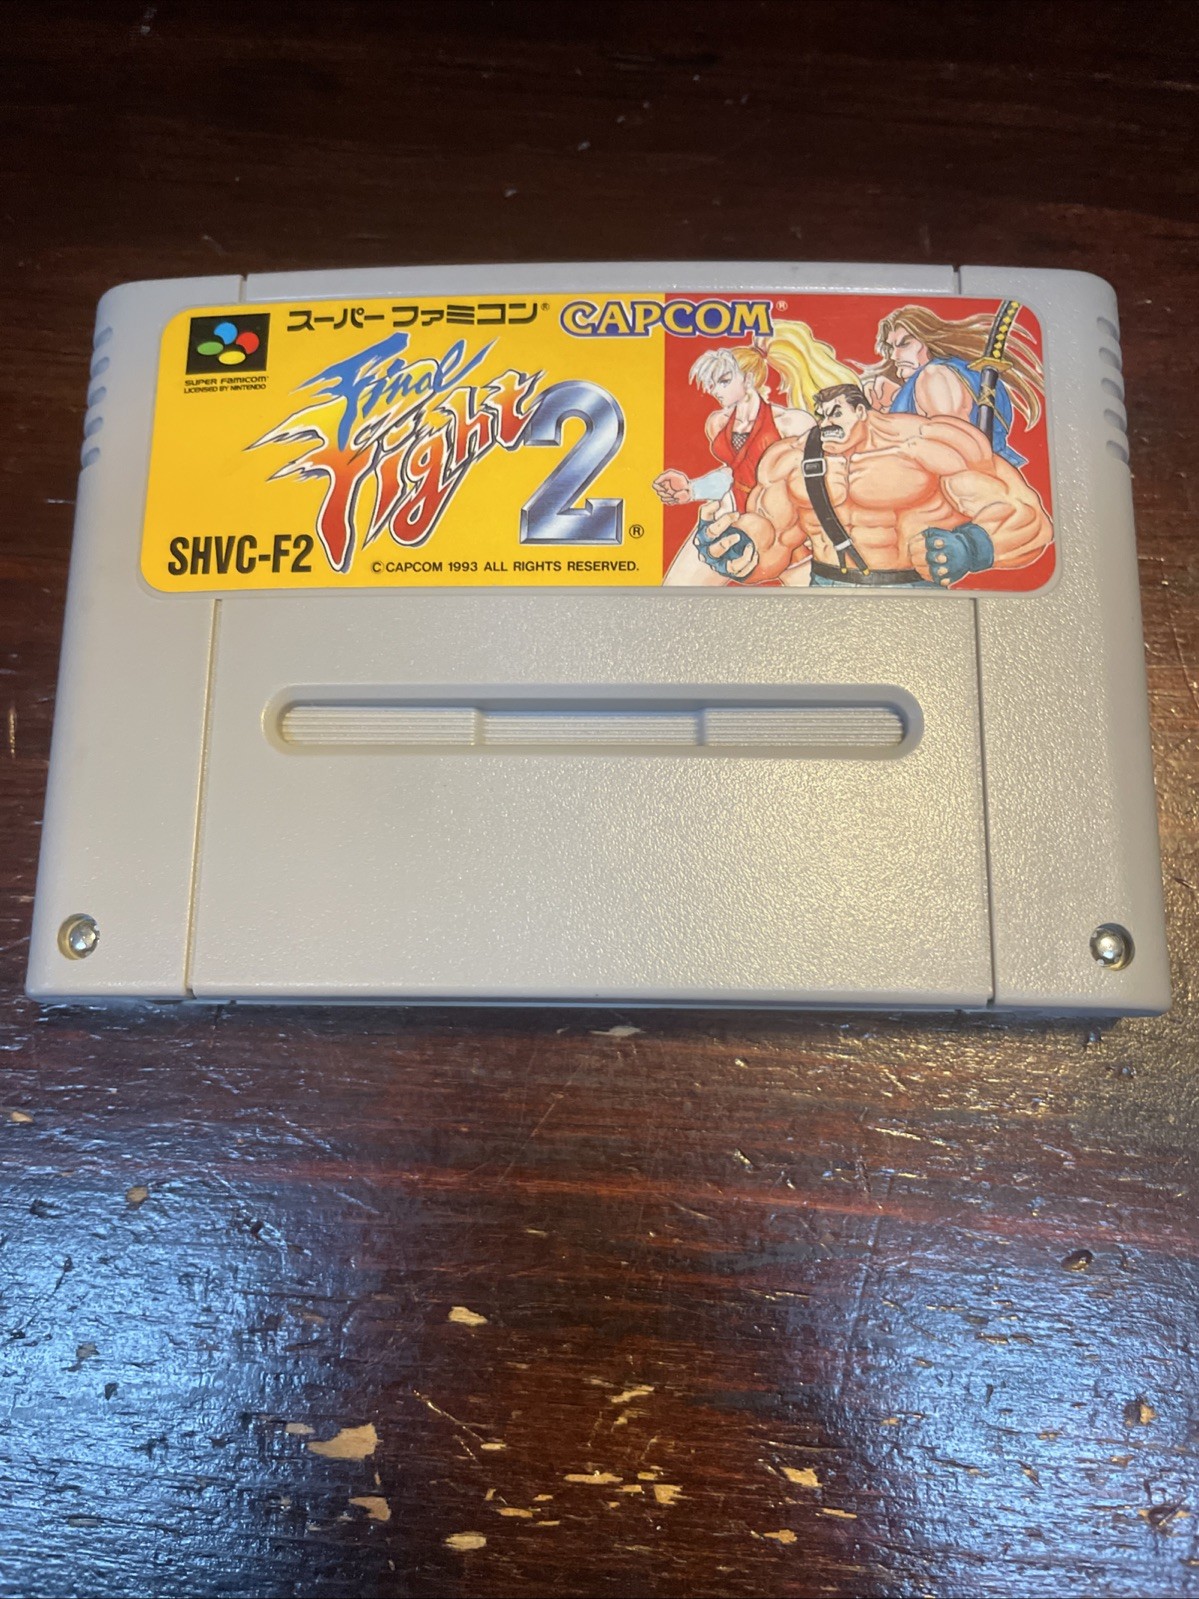 スーパーファミコン®
CAPCOM®
SUPER FAMICOM®
LICENSED BY NINTENDO
Final
Fight
2®
SHVC-F2
© CAPCOM 1993 ALL RIGHTS RESERVED.